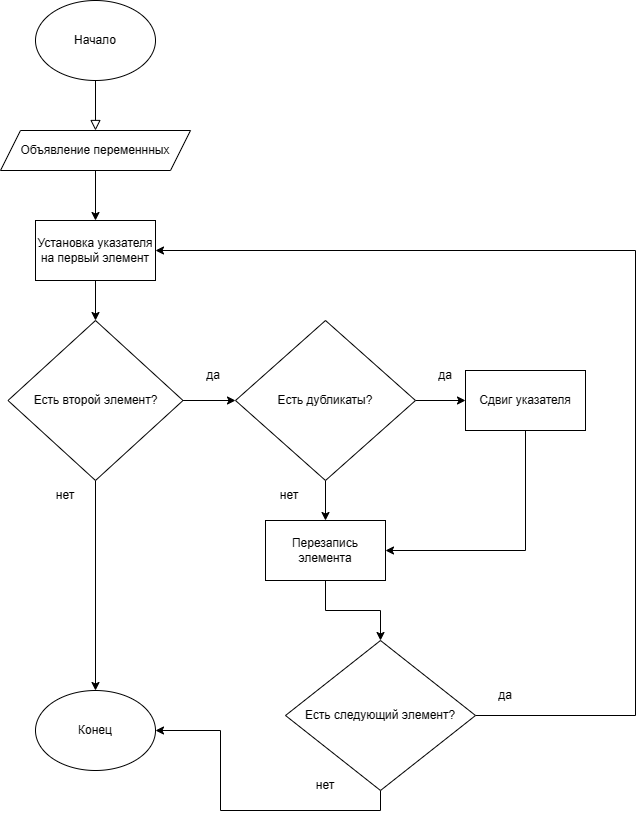 Начало
Объявление переменнных
Установка указателя
на первый элемент
да
да
Есть второй элемент?
Есть дубликаты?
Сдвиг указателя
нет
нет
Перезапись
элемента
да
Есть следующий элемент?
Конец
нет